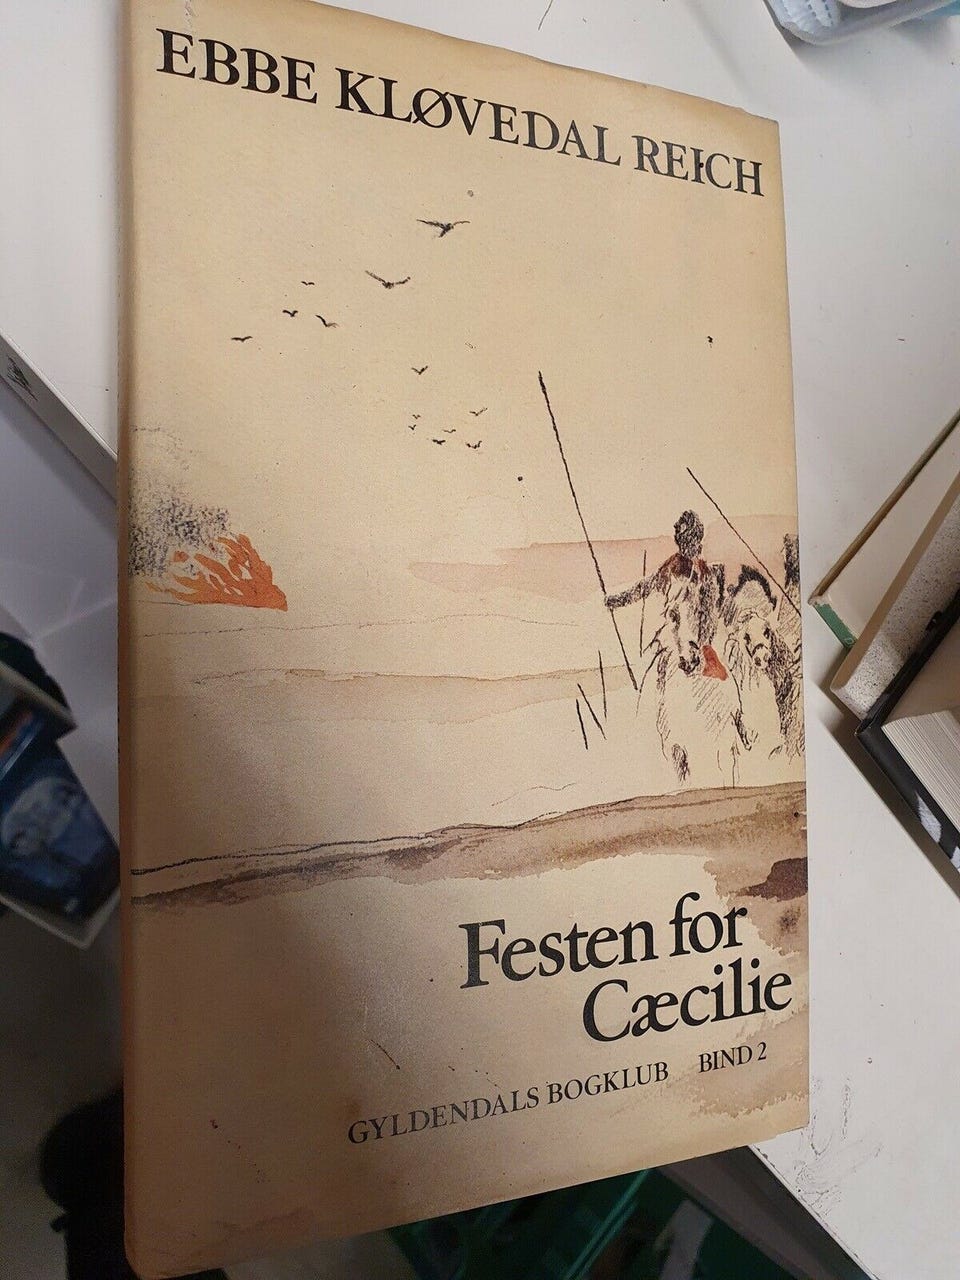 EBBE KLØVEDAL REICH
Festen for
Cæcilie
GYLDENDALS BOGKLUB BIND 2